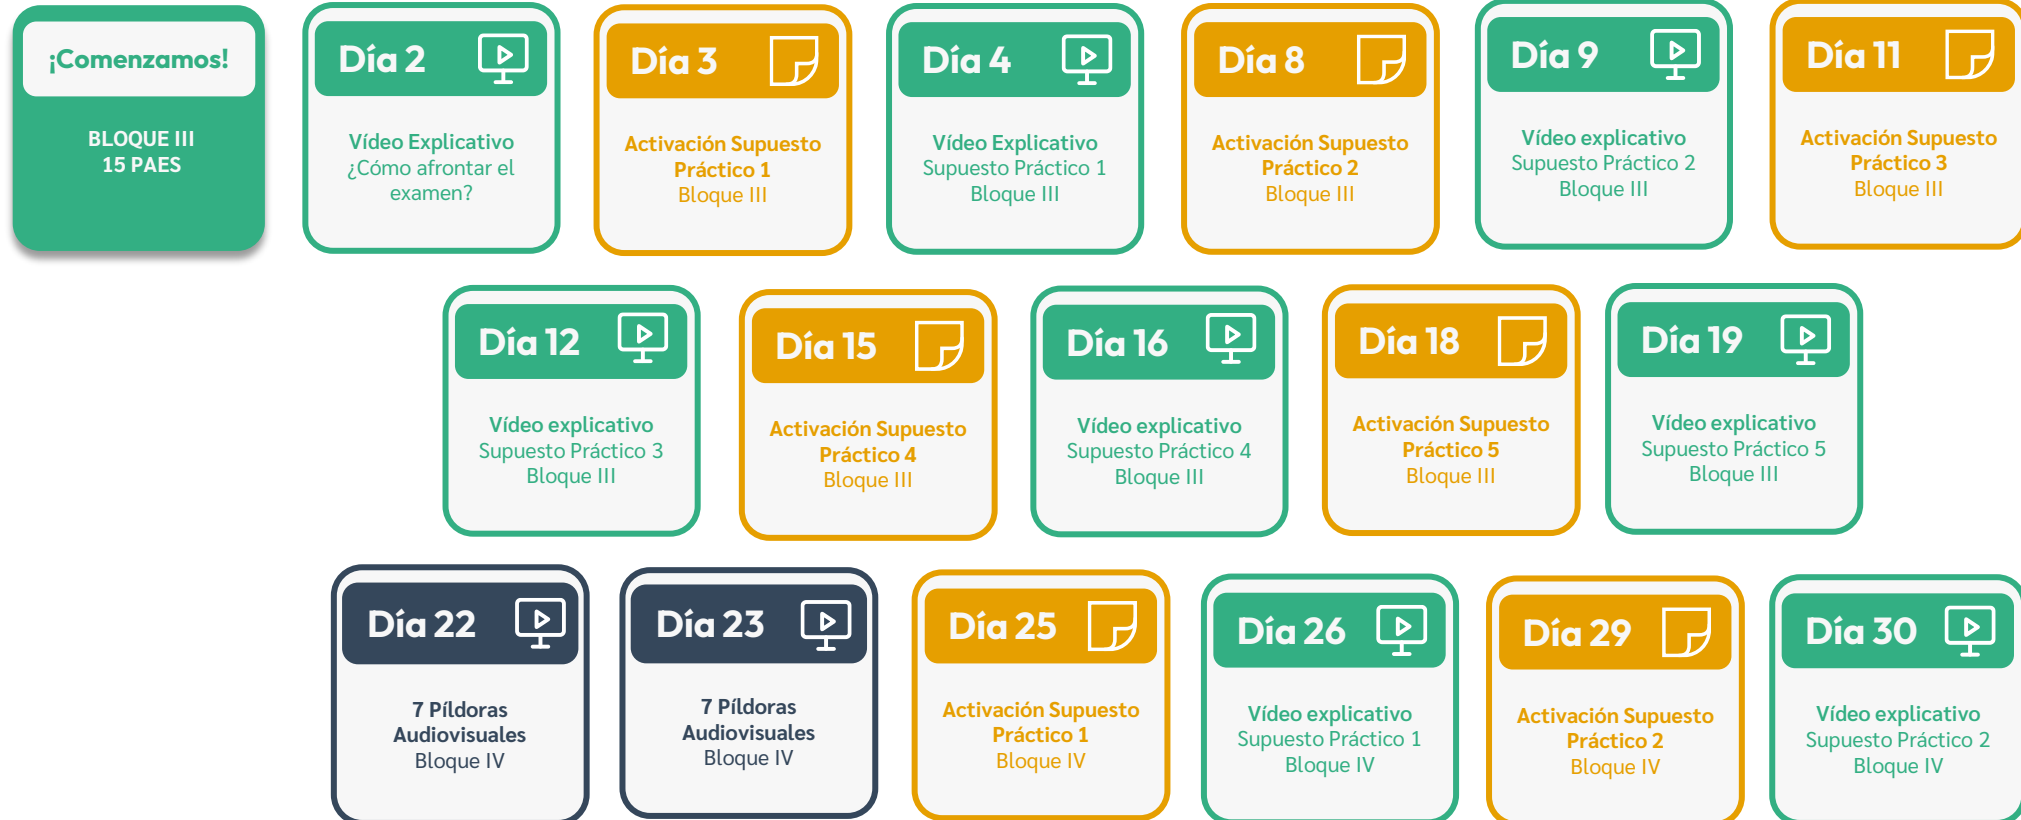 ¡Comenzamos!
BLOQUE III
15 PAES
Día 2
Vídeo Explicativo
¿Cómo afrontar el
examen?
Día 3
Activación Supuesto
Práctico 1
Bloque III
Día 4
Vídeo Explicativo
Supuesto Práctico 1
Bloque III
Día 8
Activación Supuesto
Práctico 2
Bloque III
Día 9
Vídeo explicativo
Supuesto Práctico 2
Bloque III
Día 11
Activación Supuesto
Práctico 3
Bloque III
Día 12
Vídeo explicativo
Supuesto Práctico 3
Bloque III
Día 15
Activación Supuesto
Práctico 4
Bloque III
Día 16
Vídeo explicativo
Supuesto Práctico 4
Bloque III
Día 18
Activación Supuesto
Práctico 5
Bloque III
Día 19
Vídeo explicativo
Supuesto Práctico 5
Bloque III
Día 22
7 Píldoras
Audiovisuales
Bloque IV
Día 23
7 Píldoras
Audiovisuales
Bloque IV
Día 25
Activación Supuesto
Práctico 1
Bloque IV
Día 26
Vídeo explicativo
Supuesto Práctico 1
Bloque IV
Día 29
Activación Supuesto
Práctico 2
Bloque IV
Día 30
Vídeo explicativo
Supuesto Práctico 2
Bloque IV